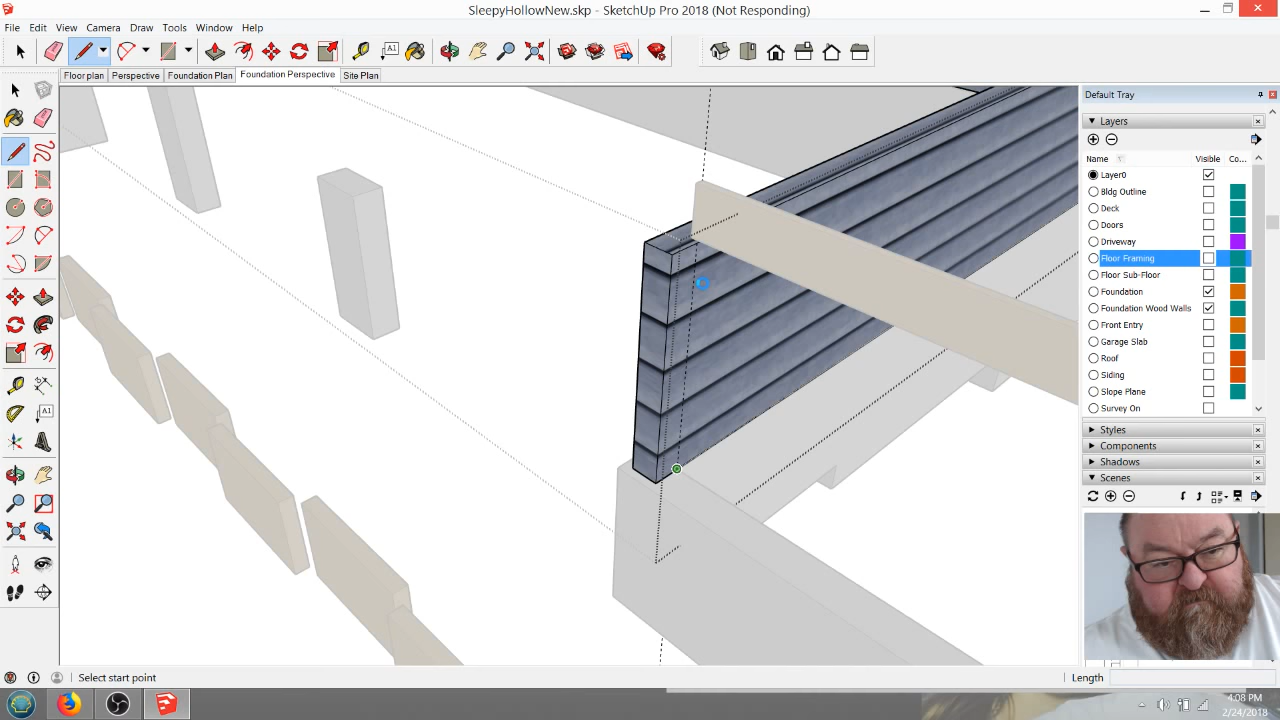 SleepyHollowNew.skp - SketchUp Pro 2018 (Not Responding)
File Edit View Camera Draw Tools Window Help
Floor plan Perspective Foundation Plan Foundation Perspective Site Plan
Default Tray
Layers
Name Visible Co...
Layer0
Bldg Outline
Deck
Doors
Driveway
Floor Framing
Floor Sub-Floor
Foundation
Foundation Wood Walls
Front Entry
Garage Slab
Roof
Siding
Slope Plane
Survey On
Styles
Components
Shadows
Scenes
Select start point
Length
4:08 PM
2/24/2018